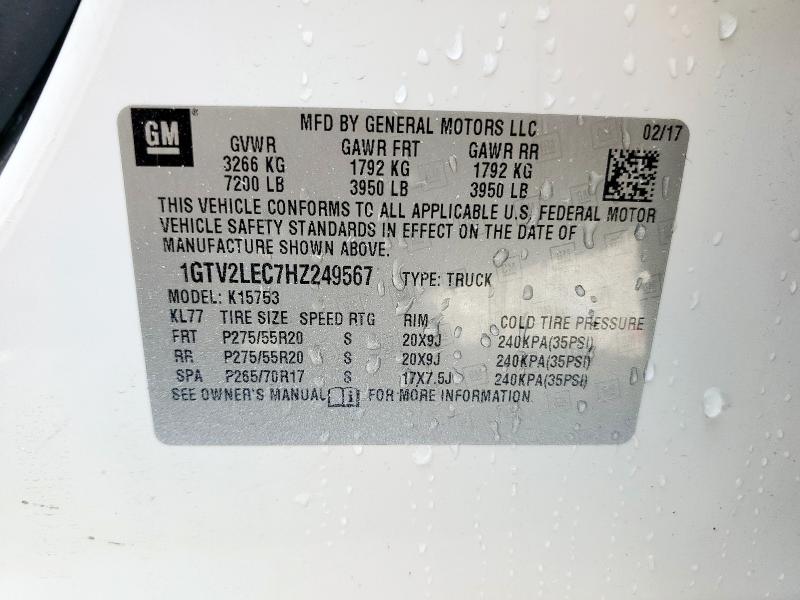 GM
MFD BY GENERAL MOTORS LLC 02/17
GVWR GAWR FRT GAWR RR
3266 KG 1792 KG 1792 KG
7200 LB 3950 LB 3950 LB
THIS VEHICLE CONFORMS TO ALL APPLICABLE U.S. FEDERAL MOTOR
VEHICLE SAFETY STANDARDS IN EFFECT ON THE DATE OF
MANUFACTURE SHOWN ABOVE.
1GTV2LEC7HZ249567 TYPE: TRUCK
MODEL: K15753
KL77 TIRE SIZE SPEED RTG RIM COLD TIRE PRESSURE
FRT P275/55R20 S 20X9J 240KPA(35PSI)
RR P275/55R20 S 20X9J 240KPA(35PSI)
SPA P265/70R17 S 17X7.5J 240KPA(35PSI)
SEE OWNER'S MANUAL FOR MORE INFORMATION.